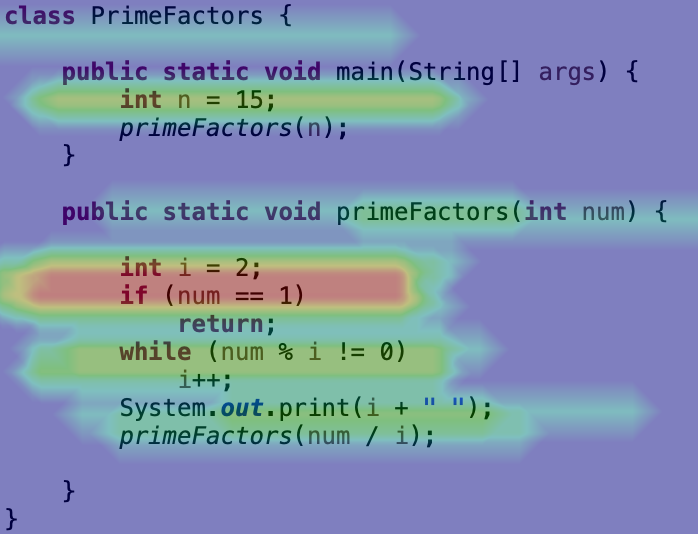 class PrimeFactors {
public static void main(String[] args) {
int n = 15;
primeFactors(n);
}
public static void primeFactors(int num) {
int i = 2;
if (num == 1)
return;
while (num % i != 0)
i++;
System.out.print(i + " ");
primeFactors(num / i);
}
}